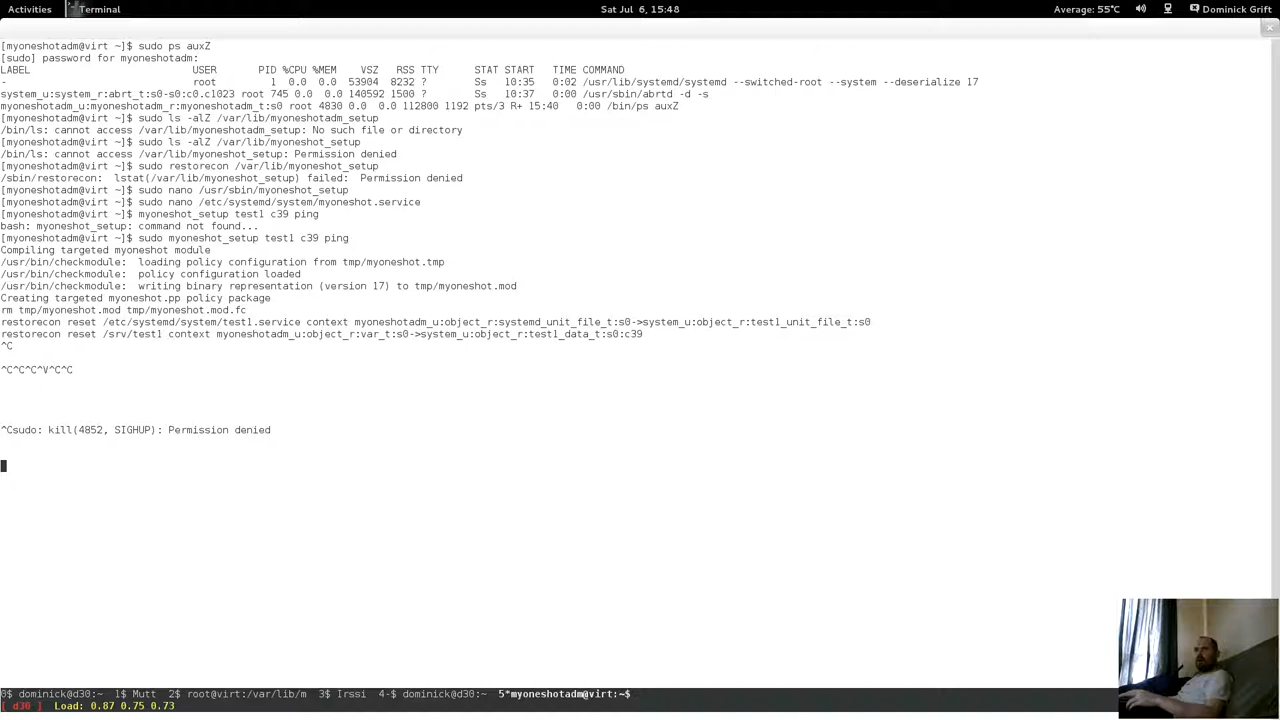 Activities Terminal Sat Jul 6, 15:48 Average: 55°C Dominick Grift
[myoneshotadm@virt ~]$ sudo ps auxZ
[sudo] password for myoneshotadm:
LABEL USER PID %CPU %MEM VSZ RSS TTY STAT START TIME COMMAND
- root 1 0.0 0.0 53904 8232 ? Ss 10:35 0:02 /usr/lib/systemd/systemd --switched-root --system --deserialize 17
system_u:system_r:abrt_t:s0-s0:c0.c1023 root 745 0.0 0.0 140592 1500 ? Ss 10:37 0:00 /usr/sbin/abrtd -d -s
myoneshotadm_u:myoneshotadm_r:myoneshotadm_t:s0 root 4830 0.0 0.0 112800 1192 pts/3 R+ 15:40 0:00 /bin/ps auxZ
[myoneshotadm@virt ~]$ sudo ls -alZ /var/lib/myoneshotadm_setup
/bin/ls: cannot access /var/lib/myoneshotadm_setup: No such file or directory
[myoneshotadm@virt ~]$ sudo ls -alZ /var/lib/myoneshot_setup
/bin/ls: cannot access /var/lib/myoneshot_setup: Permission denied
[myoneshotadm@virt ~]$ sudo restorecon /var/lib/myoneshot_setup
/sbin/restorecon:  lstat(/var/lib/myoneshot_setup) failed:  Permission denied
[myoneshotadm@virt ~]$ sudo nano /usr/sbin/myoneshot_setup
[myoneshotadm@virt ~]$ sudo nano /etc/systemd/system/myoneshot.service
[myoneshotadm@virt ~]$ myoneshot_setup test1 c39 ping
bash: myoneshot_setup: command not found...
[myoneshotadm@virt ~]$ sudo myoneshot_setup test1 c39 ping
Compiling targeted myoneshot module
/usr/bin/checkmodule:  loading policy configuration from tmp/myoneshot.tmp
/usr/bin/checkmodule:  policy configuration loaded
/usr/bin/checkmodule:  writing binary representation (version 17) to tmp/myoneshot.mod
Creating targeted myoneshot.pp policy package
rm tmp/myoneshot.mod tmp/myoneshot.mod.fc
restorecon reset /etc/systemd/system/test1.service context myoneshotadm_u:object_r:systemd_unit_file_t:s0->system_u:object_r:test1_unit_file_t:s0
restorecon reset /srv/test1 context myoneshotadm_u:object_r:var_t:s0->system_u:object_r:test1_data_t:s0:c39
^C
^C^C^C^V^C^C
^Csudo: kill(4852, SIGHUP): Permission denied
0$ dominick@d30:~ 1$ Mutt 2$ root@virt:/var/lib/m 3$ Irssi 4-$ dominick@d30:~ 5*myoneshotadm@virt:~$
[ d30 ] Load: 0.87 0.75 0.73